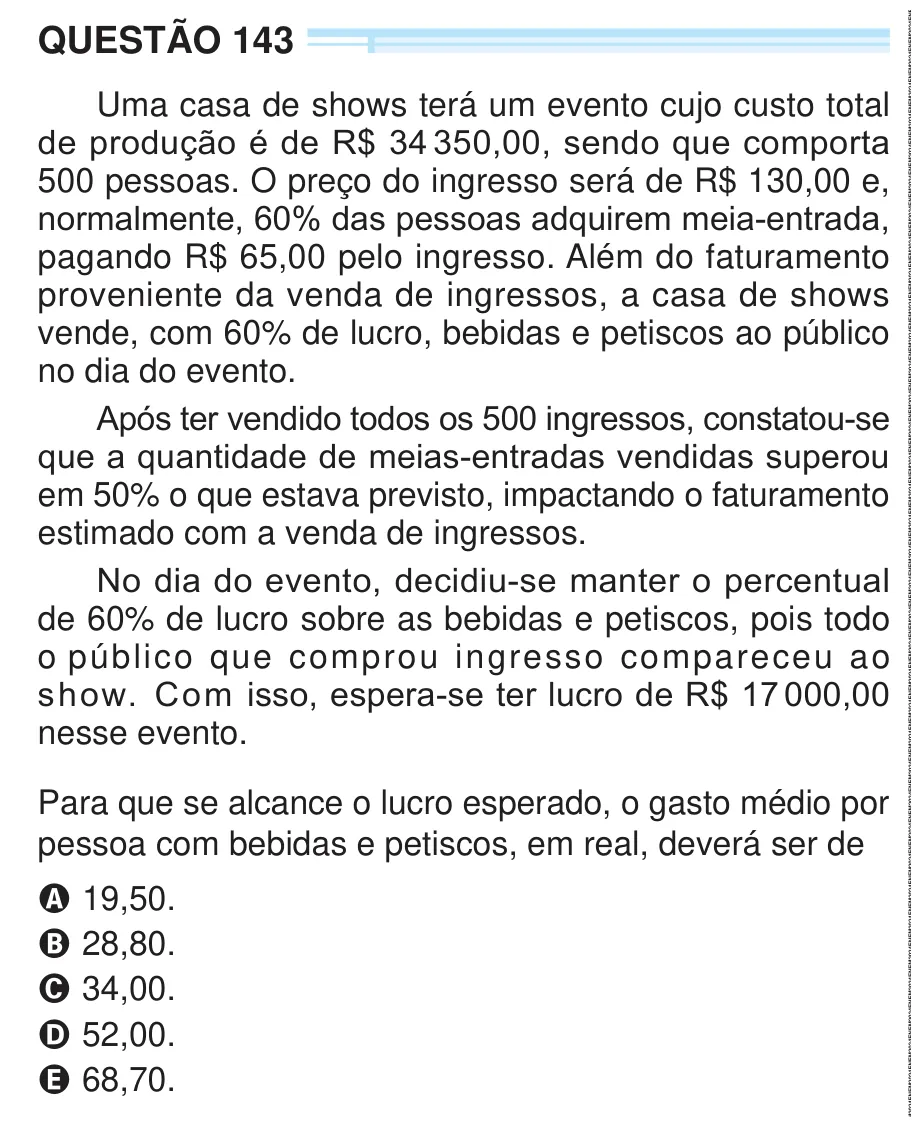 QUESTÃO 143
Uma casa de shows terá um evento cujo custo total
de produção é de R$ 34 350,00, sendo que comporta
500 pessoas. O preço do ingresso será de R$ 130,00 e,
normalmente, 60% das pessoas adquirem meia-entrada,
pagando R$ 65,00 pelo ingresso. Além do faturamento
proveniente da venda de ingressos, a casa de shows
vende, com 60% de lucro, bebidas e petiscos ao público
no dia do evento.
Após ter vendido todos os 500 ingressos, constatou-se
que a quantidade de meias-entradas vendidas superou
em 50% o que estava previsto, impactando o faturamento
estimado com a venda de ingressos.
No dia do evento, decidiu-se manter o percentual
de 60% de lucro sobre as bebidas e petiscos, pois todo
o público que comprou ingresso compareceu ao
show. Com isso, espera-se ter lucro de R$ 17 000,00
nesse evento.
Para que se alcance o lucro esperado, o gasto médio por
pessoa com bebidas e petiscos, em real, deverá ser de
A 19,50.
B 28,80.
C 34,00.
D 52,00.
E 68,70.